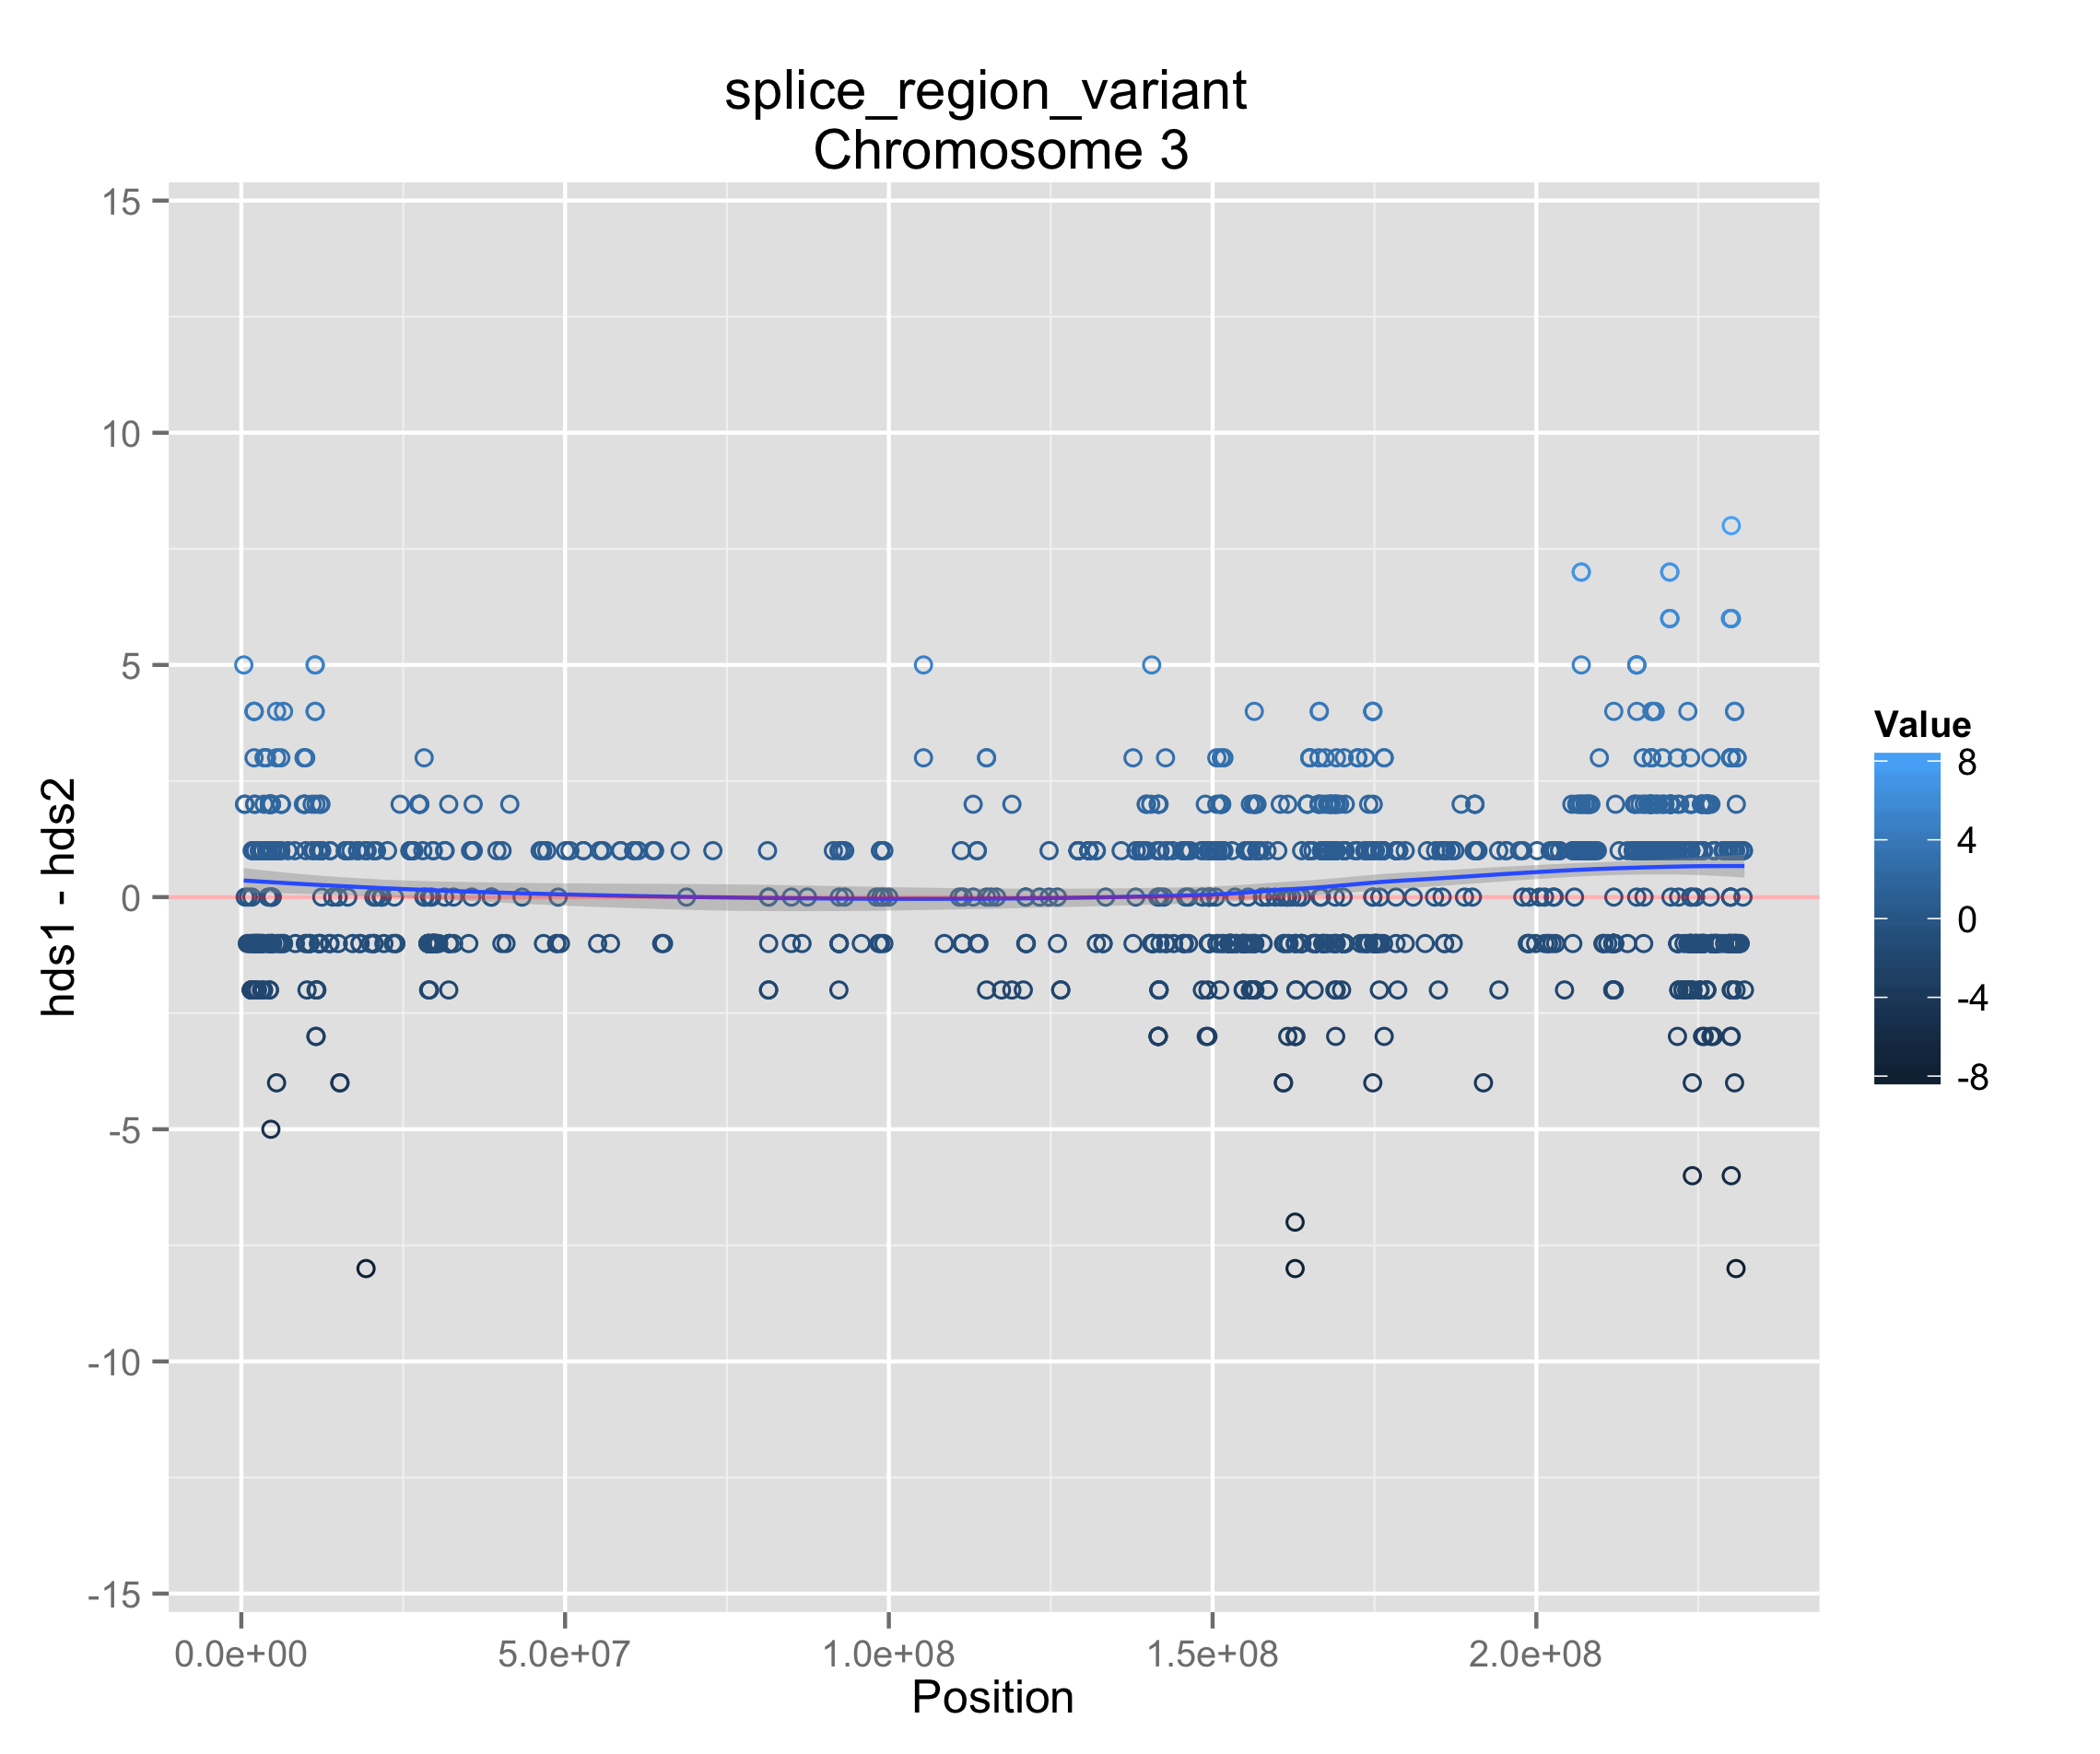 splice_region_variant
Chromosome 3
15
10
5
0
-5
-10
-15
hds1 - hds2
0.0e+00
5.0e+07
1.0e+08
1.5e+08
2.0e+08
Position
Value
8
4
0
-4
-8